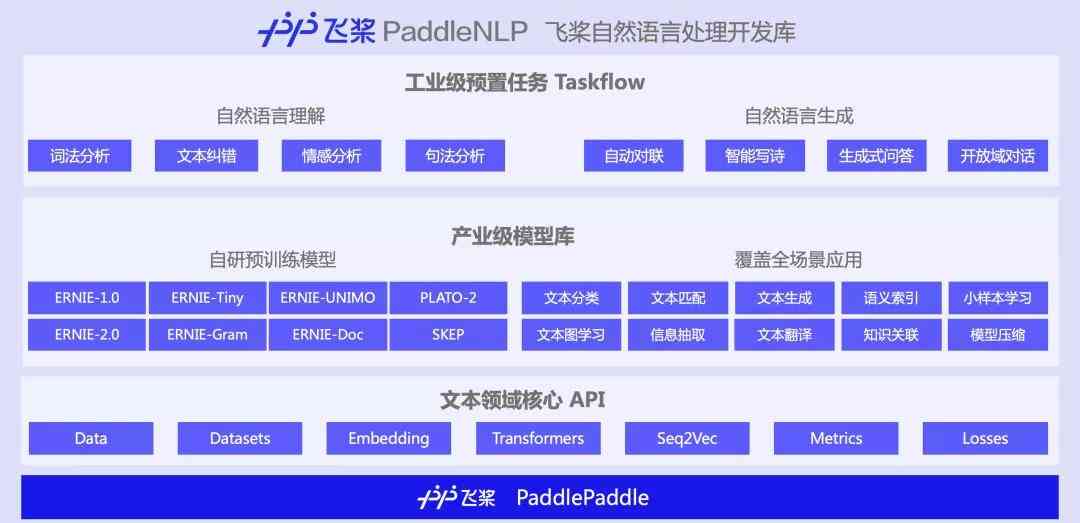 飞桨 PaddleNLP 飞桨自然语言处理开发库
工业级预置任务 Taskflow
自然语言理解 自然语言生成
词法分析 文本纠错 情感分析 句法分析 自动对联 智能写诗 生成式问答 开放域对话
产业级模型库
自研预训练模型 覆盖全场景应用
ERNIE-1.0 ERNIE-Tiny ERNIE-UNIMO PLATO-2 文本分类 文本匹配 文本生成 语义索引 小样本学习
ERNIE-2.0 ERNIE-Gram ERNIE-Doc SKEP 文本图学习 信息抽取 文本翻译 知识关联 模型压缩
文本领域核心 API
Data Datasets Embedding Transformers Seq2Vec Metrics Losses
飞桨 PaddlePaddle